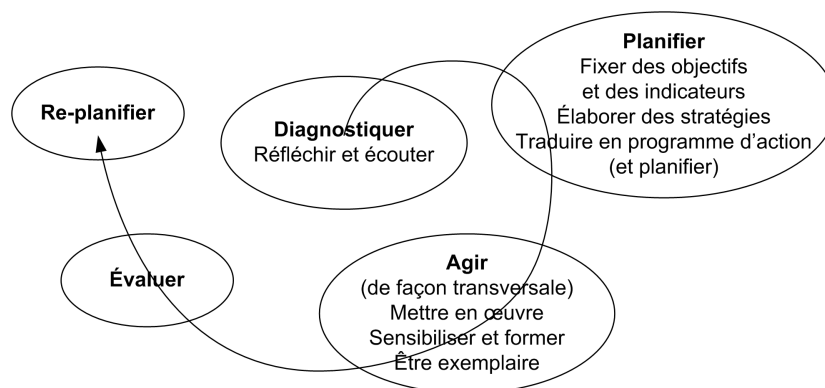 Re-planifier
Diagnostiquer
Réfléchir et écouter
Planifier
Fixer des objectifs
et des indicateurs
Élaborer des stratégies
Traduire en programme d’action
(et planifier)
Évaluer
Agir
(de façon transversale)
Mettre en œuvre
Sensibiliser et former
Être exemplaire